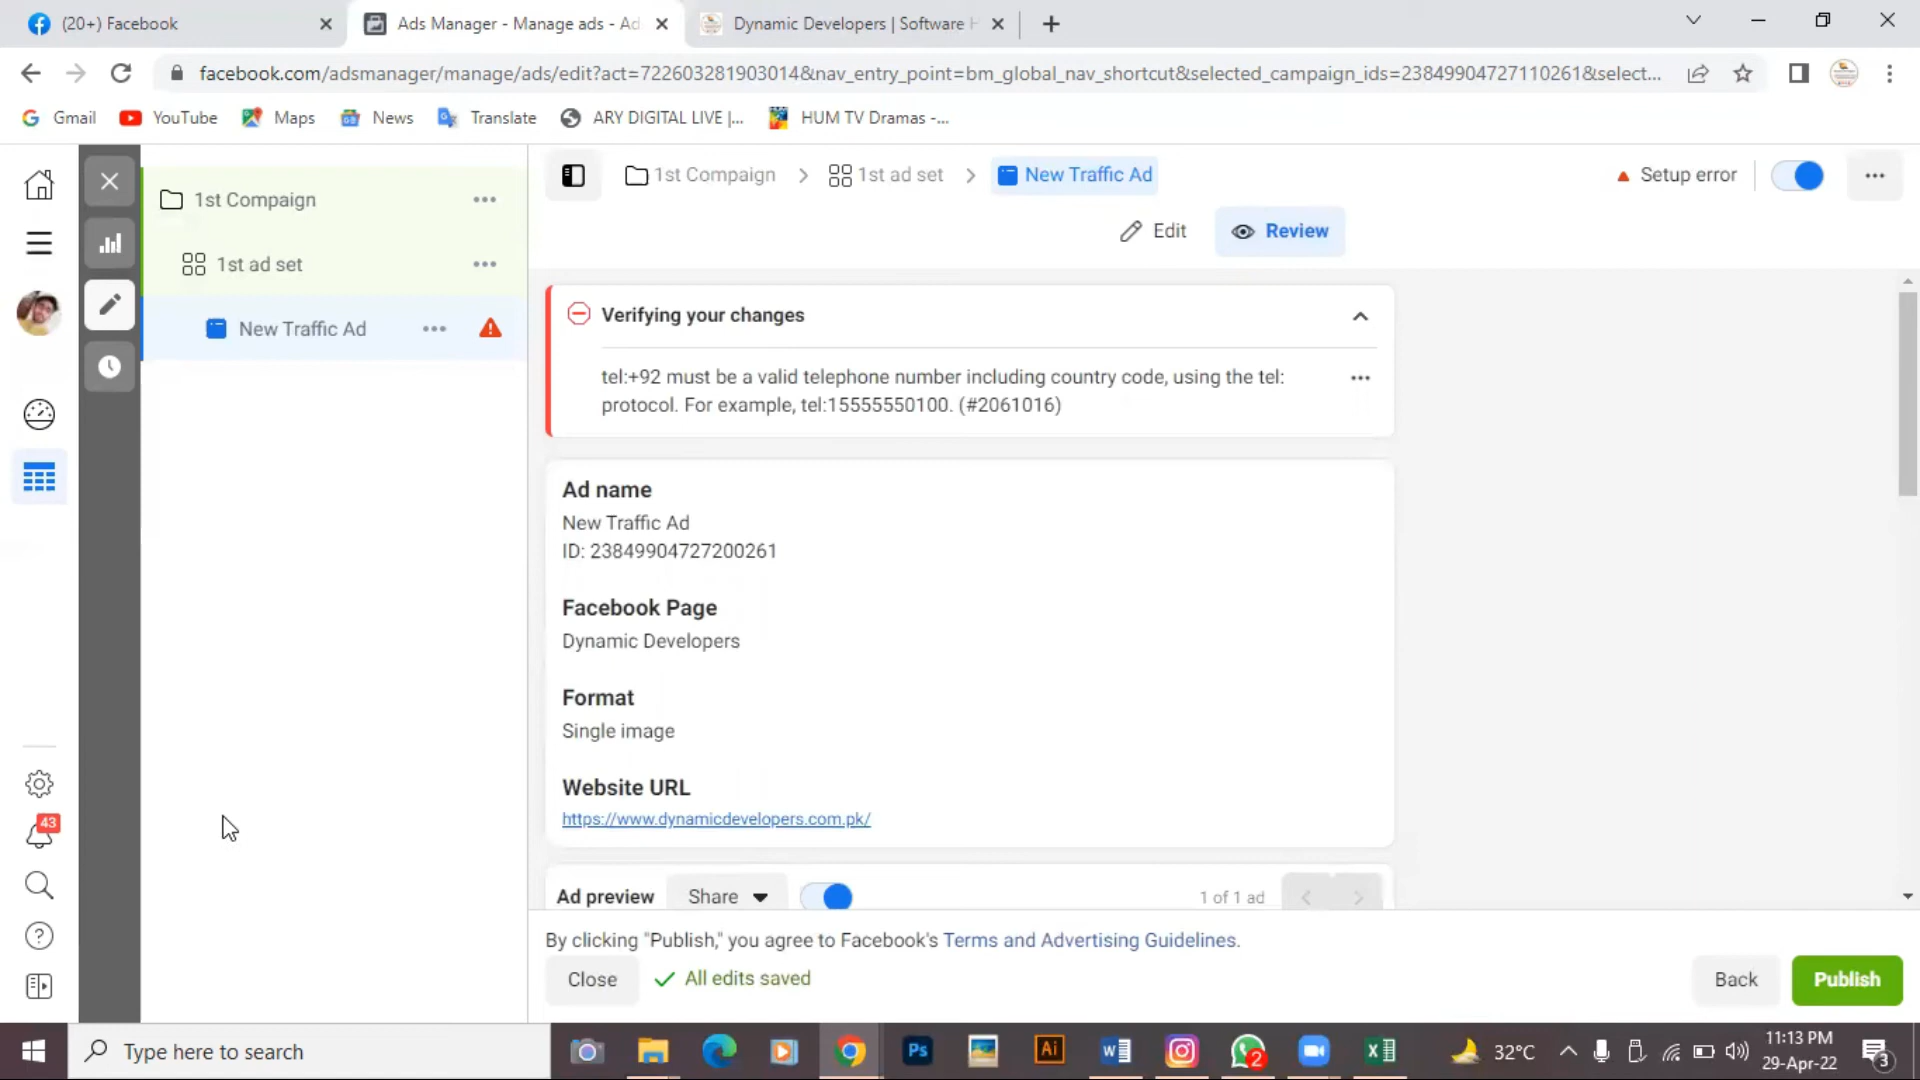 (20+) Facebook
Ads Manager - Manage ads - Ad
Dynamic Developers | Software H
facebook.com/adsmanager/manage/ads/edit?act=722603281903014&nav_entry_point=bm_global_nav_shortcut&selected_campaign_ids=23849904727110261&select...
Gmail
YouTube
Maps
News
Translate
ARY DIGITAL LIVE |...
HUM TV Dramas -...
1st Compaign
1st ad set
New Traffic Ad
1st Compaign
1st ad set
New Traffic Ad
Setup error
Edit
Review
Verifying your changes
tel:+92 must be a valid telephone number including country code, using the tel:
protocol. For example, tel:15555550100. (#2061016)
Ad name
New Traffic Ad
ID: 23849904727200261
Facebook Page
Dynamic Developers
Format
Single image
Website URL
https://www.dynamicdevelopers.com.pk/
Ad preview
Share
1 of 1 ad
By clicking "Publish," you agree to Facebook's Terms and Advertising Guidelines.
Close
All edits saved
Back
Publish
43
Type here to search
Ps
Ai
2
32°C
11:13 PM
29-Apr-22
3